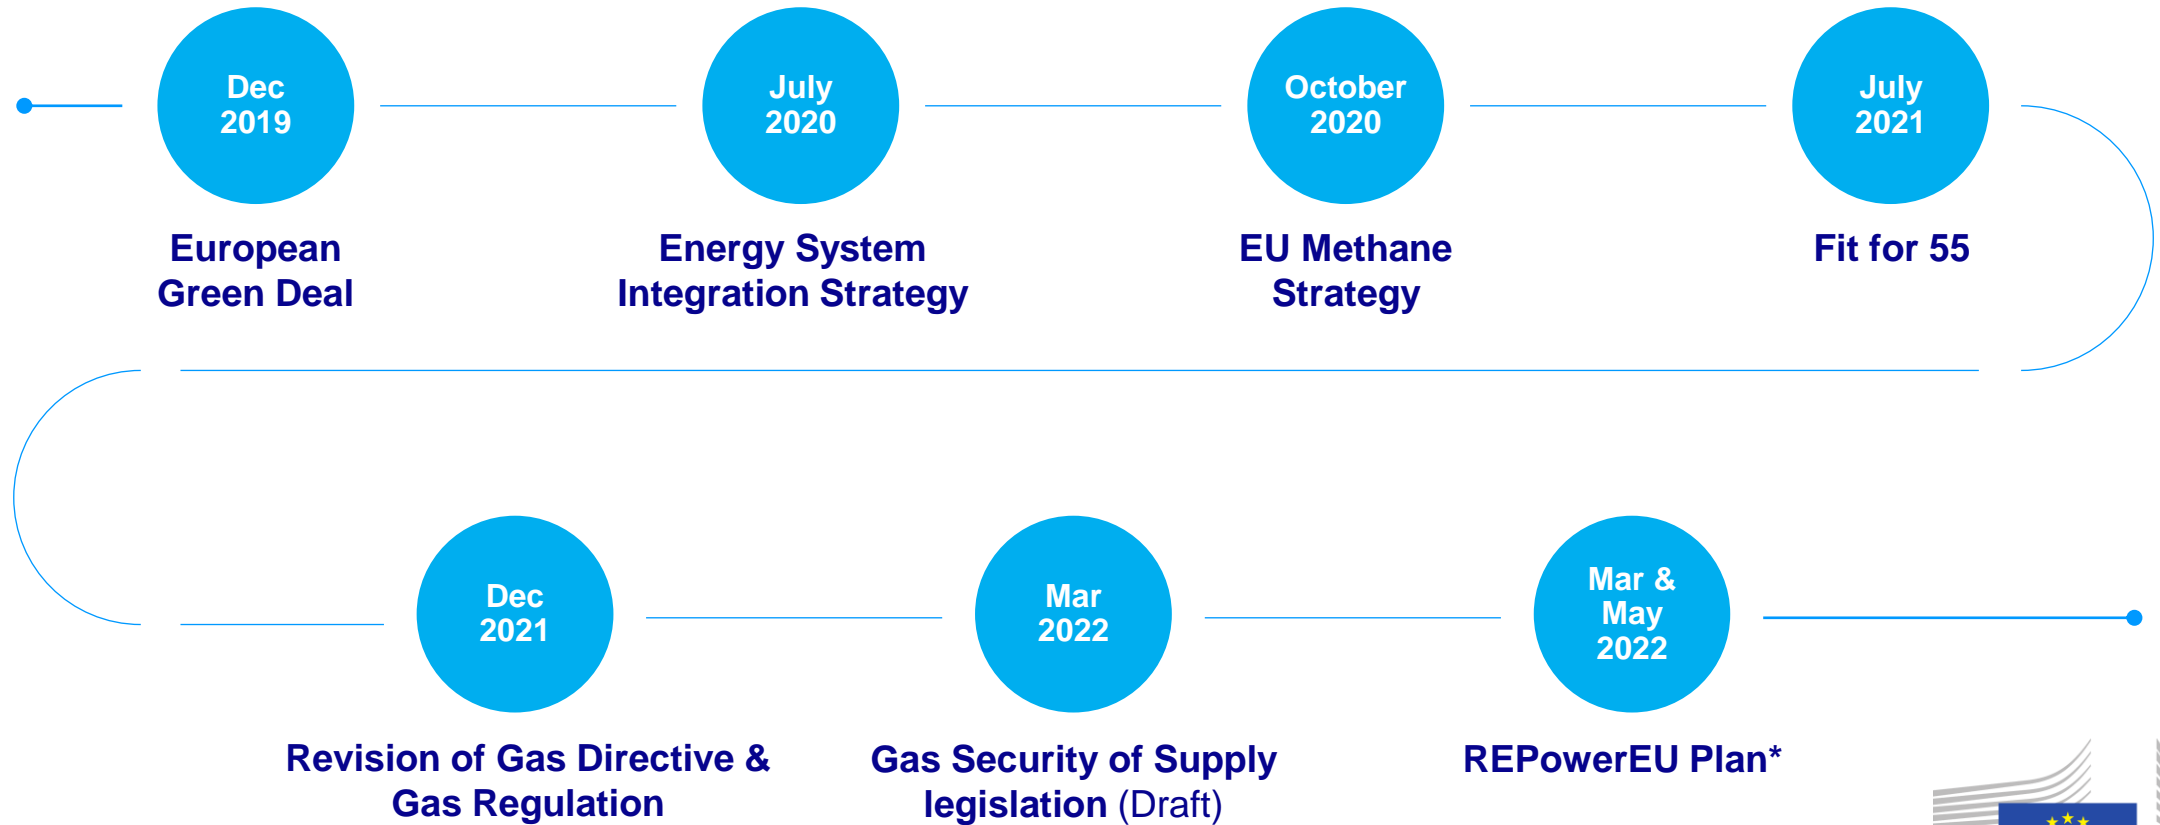 Dec
2019
July
2020
October
2020
July
2021
European
Green Deal
Energy System
Integration Strategy
EU Methane
Strategy
Fit for 55
Dec
2021
Mar
2022
Mar &
May
2022
Revision of Gas Directive &
Gas Regulation
Gas Security of Supply
legislation (Draft)
REPowerEU Plan*